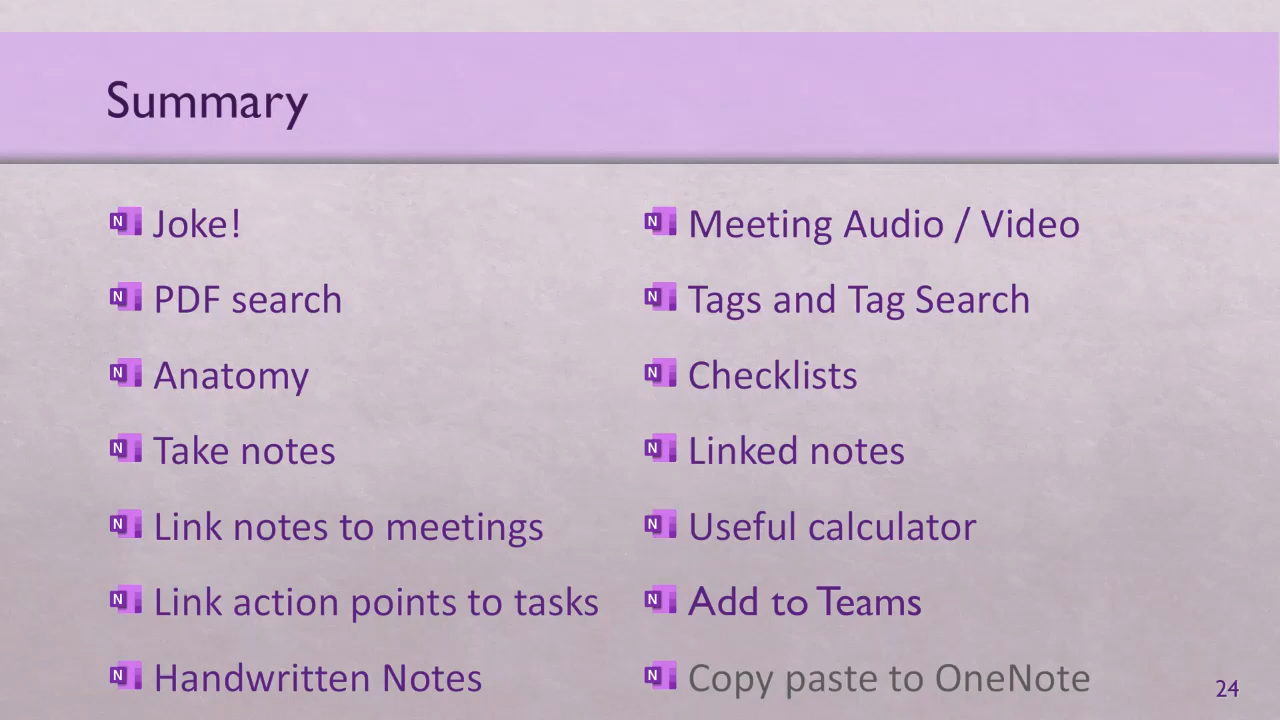 Summary
Joke!
PDF search
Anatomy
Take notes
Link notes to meetings
Link action points to tasks
Handwritten Notes
Meeting Audio / Video
Tags and Tag Search
Checklists
Linked notes
Useful calculator
Add to Teams
Copy paste to OneNote
24